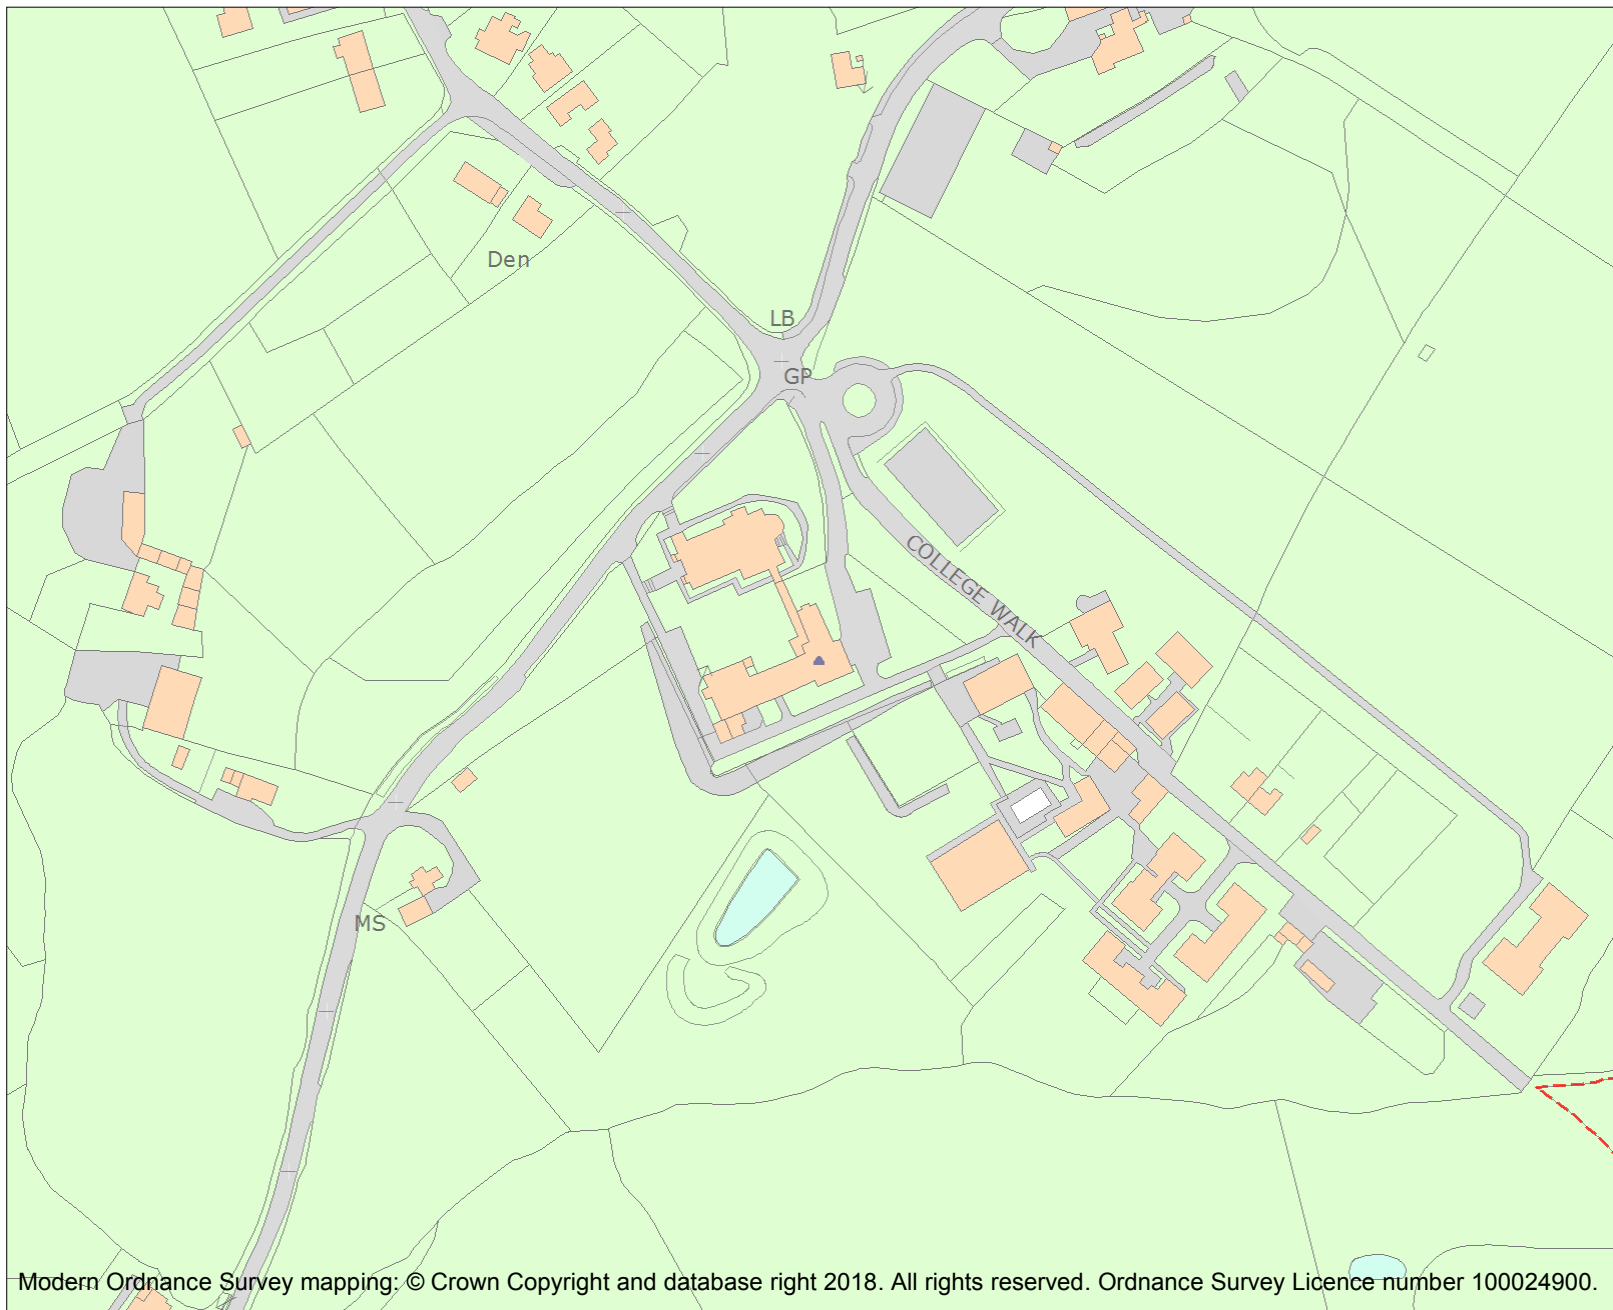 Den
LB
GP
COLLEGE WALK
MS
Modern Ordnance Survey mapping: © Crown Copyright and database right 2018. All rights reserved. Ordnance Survey Licence number 100024900.